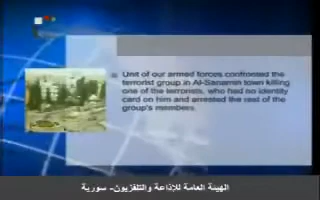 Unit of our armed forces confronted the
terrorist group in Al-Sanamin town killing
one of the terrorists, who had no identity
card on him and arrested the rest of the
group's members.
الهيئة العامة للإذاعة والتلفزيون- سورية